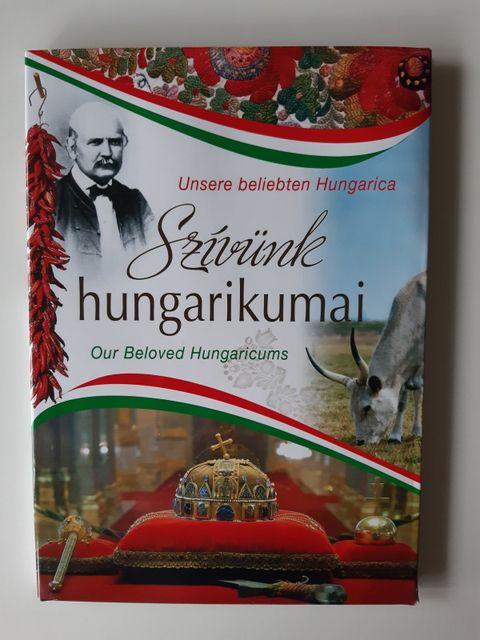 Unsere beliebten Hungarica
Szívünk
hungarikumai
Our Beloved Hungaricums